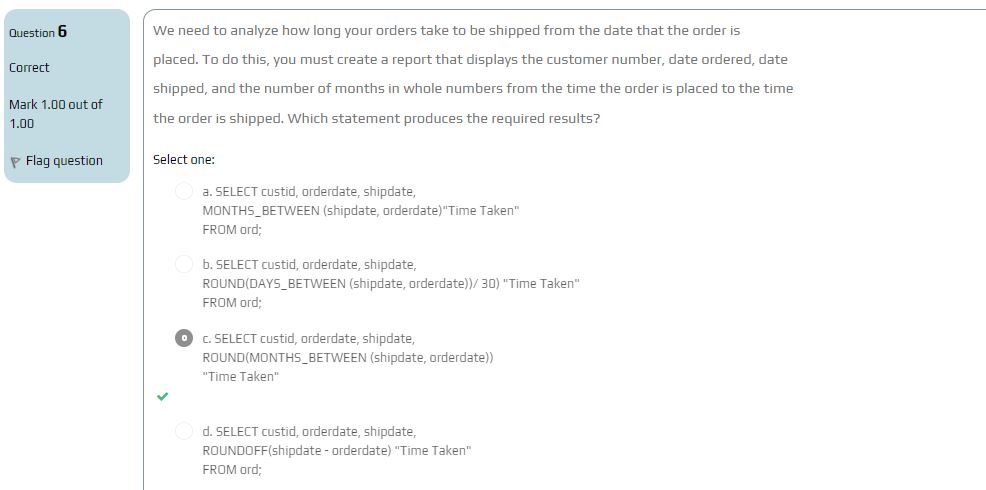 Question 6
Correct
Mark 1.00 out of
1.00
Flag question
We need to analyze how long your orders take to be shipped from the date that the order is
placed. To do this, you must create a report that displays the customer number, date ordered, date
shipped, and the number of months in whole numbers from the time the order is placed to the time
the order is shipped. Which statement produces the required results?
Select one:
a. SELECT custid, orderdate, shipdate,
MONTHS_BETWEEN (shipdate, orderdate)"Time Taken"
FROM ord;
b. SELECT custid, orderdate, shipdate,
ROUND(DAYS_BETWEEN (shipdate, orderdate))/ 30) "Time Taken"
FROM ord;
c. SELECT custid, orderdate, shipdate,
ROUND(MONTHS_BETWEEN (shipdate, orderdate))
"Time Taken"
d. SELECT custid, orderdate, shipdate,
ROUNDOFF(shipdate - orderdate) "Time Taken"
FROM ord;